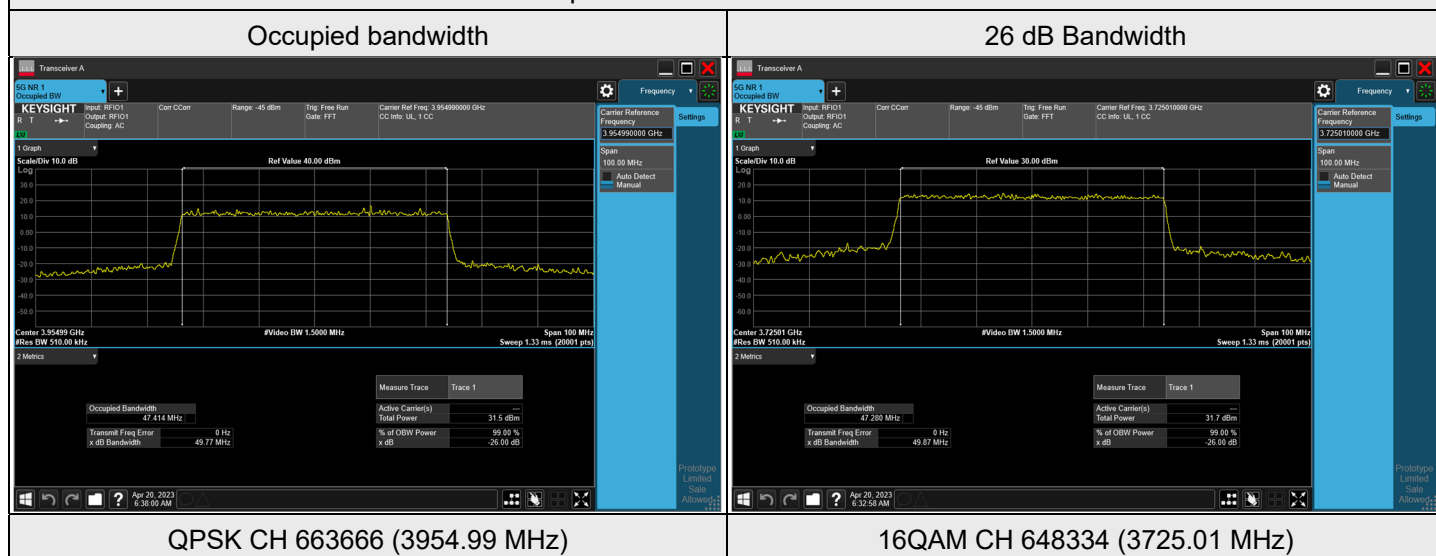 Occupied bandwidth
26 dB Bandwidth
Transceiver A
5G NR 1
Occupied BW
+
Frequency
KEYSIGHT
R T
LXI
Input: RFIO1
Output: RFIO1
Coupling: AC
Corr CCorr
Range: -45 dBm
Trig: Free Run
Gate: FFT
Carrier Ref Freq: 3.954990000 GHz
CC Info: UL, 1 CC
Carrier Reference
Frequency
3.954990000 GHz
Settings
Span
100.00 MHz
Auto Detect
Manual
1 Graph
Scale/Div 10.0 dB
Ref Value 40.00 dBm
Log
30.0
20.0
10.0
0.00
-10.0
-20.0
-30.0
-40.0
-50.0
Center 3.95499 GHz
#Video BW 1.5000 MHz
Span 100 MHz
#Res BW 510.00 kHz
Sweep 1.33 ms (20001 pts)
2 Metrics
Measure Trace Trace 1
Occupied Bandwidth
47.414 MHz
Active Carrier(s) ---
Total Power 31.5 dBm
Transmit Freq Error 0 Hz
x dB Bandwidth 49.77 MHz
% of OBW Power 99.00 %
x dB -26.00 dB
Prototype
Limited
Sale
Allowed
?
Apr 20, 2023
6:38:00 AM
Transceiver A
5G NR 1
Occupied BW
+
Frequency
KEYSIGHT
R T
LXI
Input: RFIO1
Output: RFIO1
Coupling: AC
Corr CCorr
Range: -45 dBm
Trig: Free Run
Gate: FFT
Carrier Ref Freq: 3.725010000 GHz
CC Info: UL, 1 CC
Carrier Reference
Frequency
3.725010000 GHz
Settings
Span
100.00 MHz
Auto Detect
Manual
1 Graph
Scale/Div 10.0 dB
Ref Value 30.00 dBm
Log
20.0
10.0
0.00
-10.0
-20.0
-30.0
-40.0
-50.0
-60.0
Center 3.72501 GHz
#Video BW 1.5000 MHz
Span 100 MHz
#Res BW 510.00 kHz
Sweep 1.33 ms (20001 pts)
2 Metrics
Measure Trace Trace 1
Occupied Bandwidth
47.280 MHz
Active Carrier(s) ---
Total Power 31.7 dBm
Transmit Freq Error 0 Hz
x dB Bandwidth 49.87 MHz
% of OBW Power 99.00 %
x dB -26.00 dB
Prototype
Limited
Sale
Allowed
?
Apr 20, 2023
6:32:58 AM
QPSK CH 663666 (3954.99 MHz)
16QAM CH 648334 (3725.01 MHz)